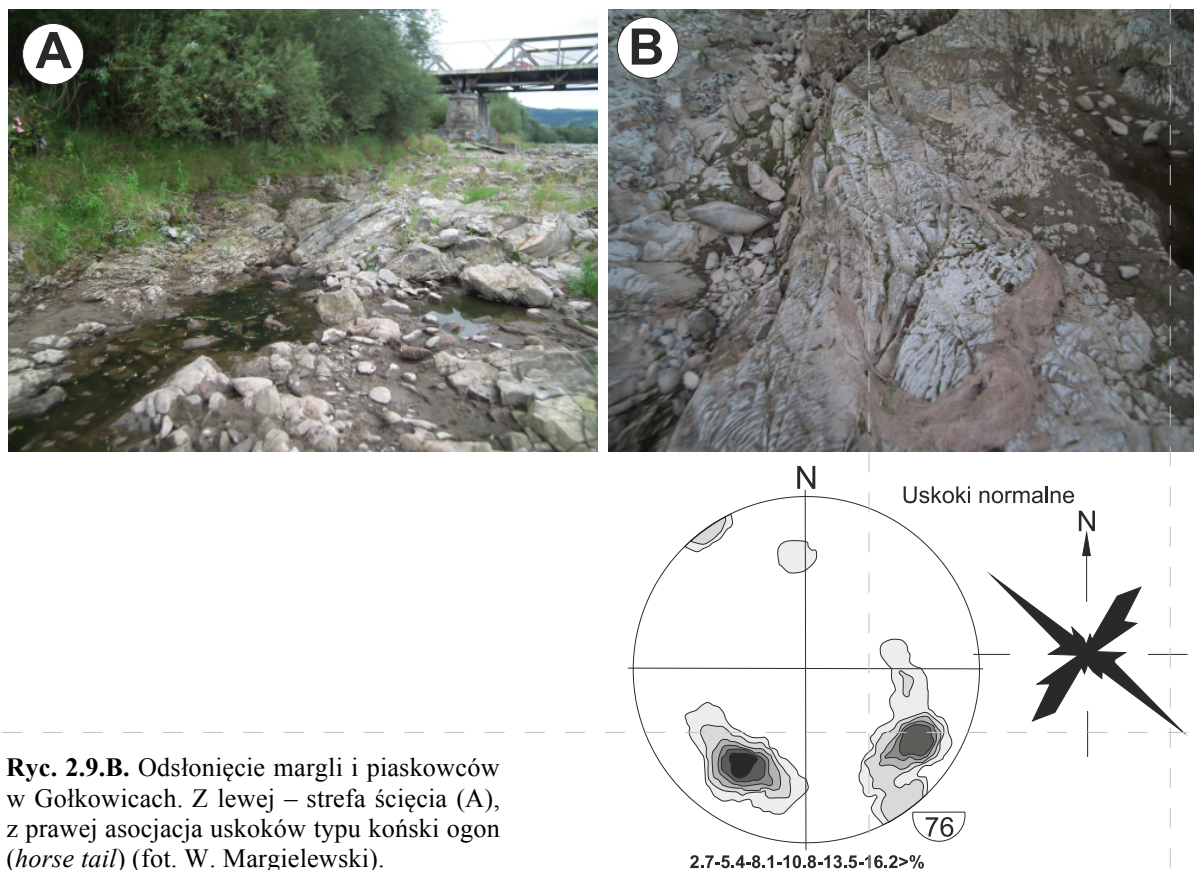 A
B
N
Uskoki normalne
N
76
2.7-5.4-8.1-10.8-13.5-16.2>%
Ryc. 2.9.B. Odsłonięcie margli i piaskowców
w Gołkowicach. Z lewej – strefa ścięcia (A),
z prawej asocjacja uskoków typu koński ogon
(horse tail) (fot. W. Margielewski).